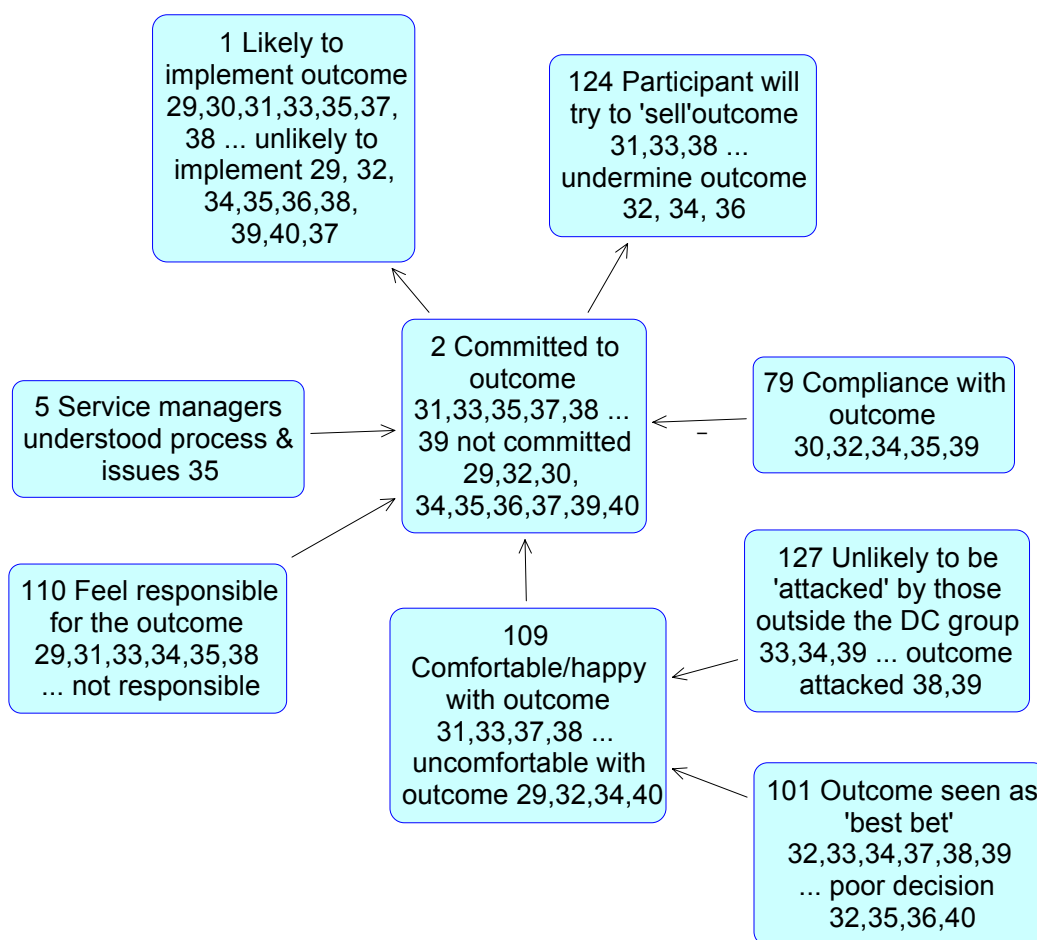 1 Likely to
implement outcome
29,30,31,33,35,37,
38 ... unlikely to
implement 29, 32,
34,35,36,38,
39,40,37
124 Participant will
try to 'sell'outcome
31,33,38 ...
undermine outcome
32, 34, 36
2 Committed to
outcome
31,33,35,37,38 ...
39 not committed
29,32,30,
34,35,36,37,39,40
79 Compliance with
outcome
30,32,34,35,39
-
5 Service managers
understood process &
issues 35
110 Feel responsible
for the outcome
29,31,33,34,35,38
... not responsible
109
Comfortable/happy
with outcome
31,33,37,38 ...
uncomfortable with
outcome 29,32,34,40
127 Unlikely to be
'attacked' by those
outside the DC group
33,34,39 ... outcome
attacked 38,39
101 Outcome seen as
'best bet'
32,33,34,37,38,39
... poor decision
32,35,36,40